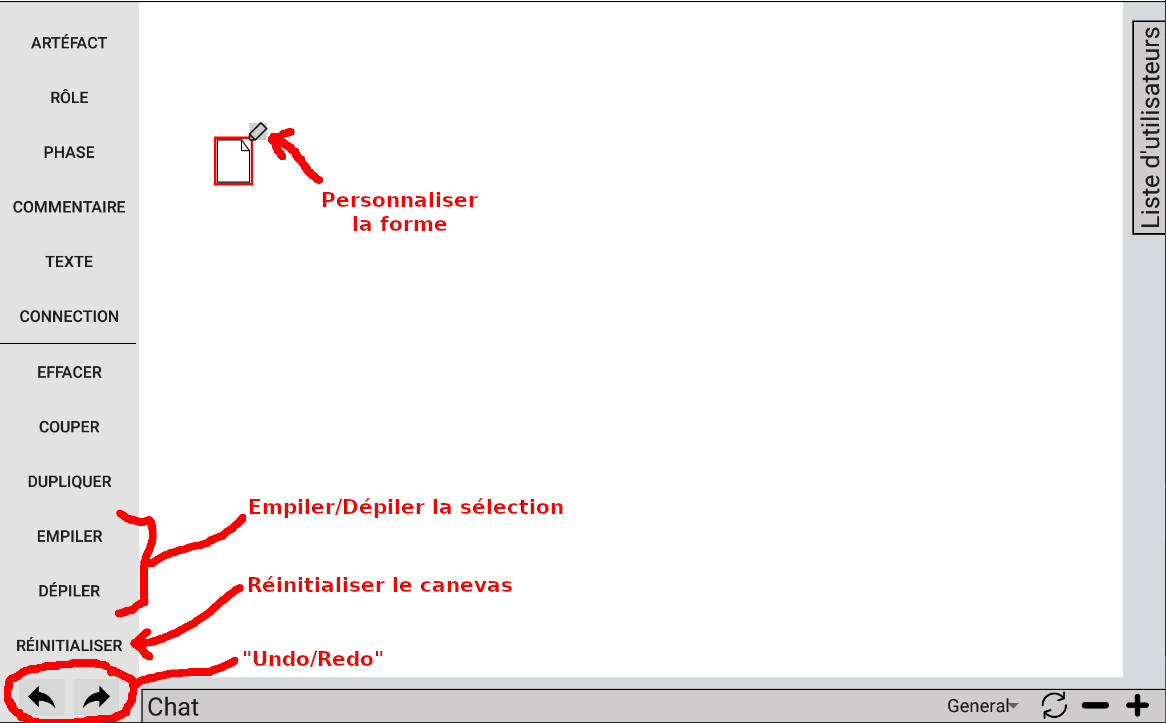 ARTÉFACT
RÔLE
PHASE
COMMENTAIRE
TEXTE
CONNECTION
EFFACER
COUPER
DUPLIQUER
EMPILER
DÉPILER
RÉINITIALISER
Personnaliser
la forme
Empiler/Dépiler la sélection
Réinitialiser le canevas
"Undo/Redo"
Liste d'utilisateurs
Chat
General